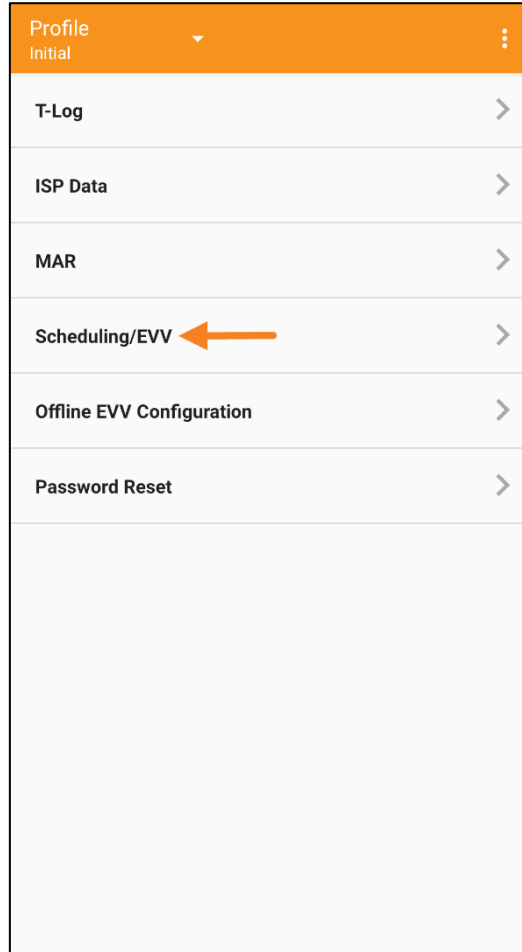 Profile
Initial
T-Log
ISP Data
MAR
Scheduling/EVV
Offline EVV Configuration
Password Reset